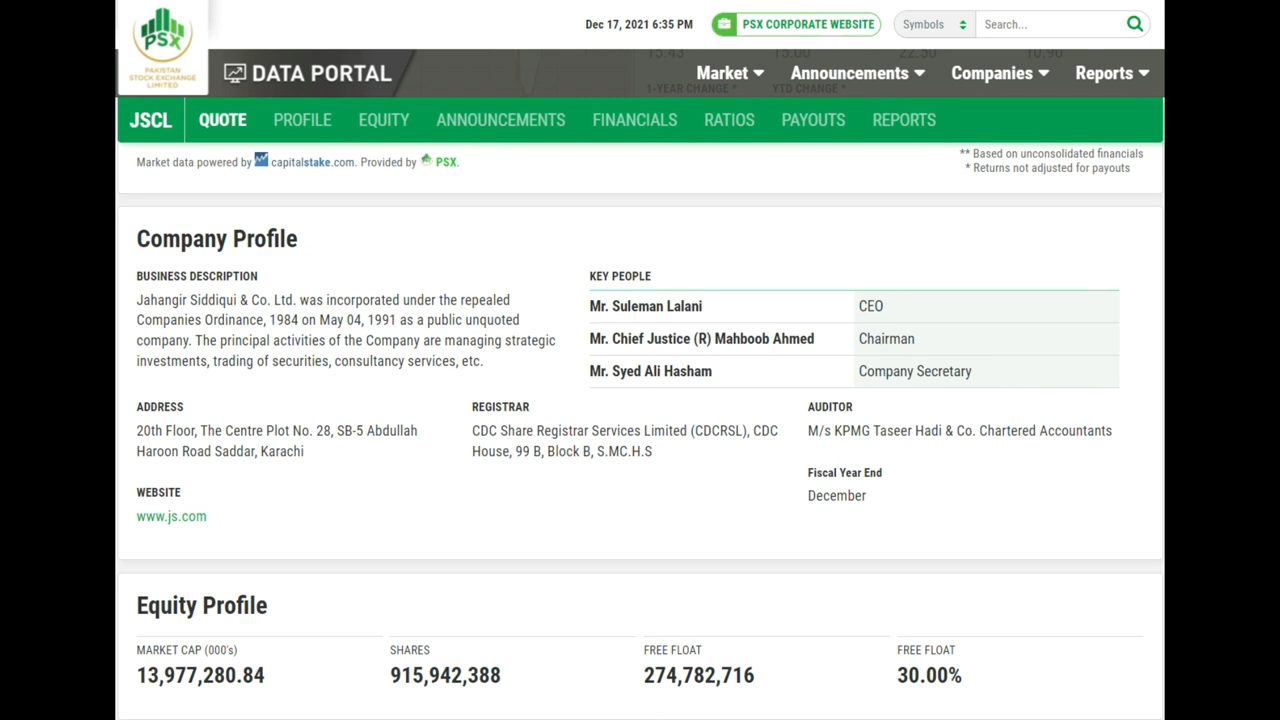 PSX
PAKISTAN
STOCK EXCHANGE
LIMITED
Dec 17, 2021 6:35 PM
PSX CORPORATE WEBSITE
Symbols
Search...
DATA PORTAL
15.43 15.00 22.50 10.90
1-YEAR CHANGE * YTD CHANGE *
Market Announcements Companies Reports
JSCL QUOTE PROFILE EQUITY ANNOUNCEMENTS FINANCIALS RATIOS PAYOUTS REPORTS
Market data powered by capitalstake.com. Provided by PSX.
** Based on unconsolidated financials
* Returns not adjusted for payouts
Company Profile
BUSINESS DESCRIPTION
Jahangir Siddiqui & Co. Ltd. was incorporated under the repealed
Companies Ordinance, 1984 on May 04, 1991 as a public unquoted
company. The principal activities of the Company are managing strategic
investments, trading of securities, consultancy services, etc.
KEY PEOPLE
Mr. Suleman Lalani CEO
Mr. Chief Justice (R) Mahboob Ahmed Chairman
Mr. Syed Ali Hasham Company Secretary
ADDRESS
20th Floor, The Centre Plot No. 28, SB-5 Abdullah
Haroon Road Saddar, Karachi
REGISTRAR
CDC Share Registrar Services Limited (CDCRSL), CDC
House, 99 B, Block B, S.MC.H.S
AUDITOR
M/s KPMG Taseer Hadi & Co. Chartered Accountants
Fiscal Year End
December
WEBSITE
www.js.com
Equity Profile
MARKET CAP (000's) SHARES FREE FLOAT FREE FLOAT
13,977,280.84 915,942,388 274,782,716 30.00%